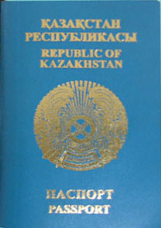 ҚАЗАҚСТАН
РЕСПУБЛИКАСЫ
REPUBLIC OF
KAZAKHSTAN
ПАСПОРТ
PASSPORT